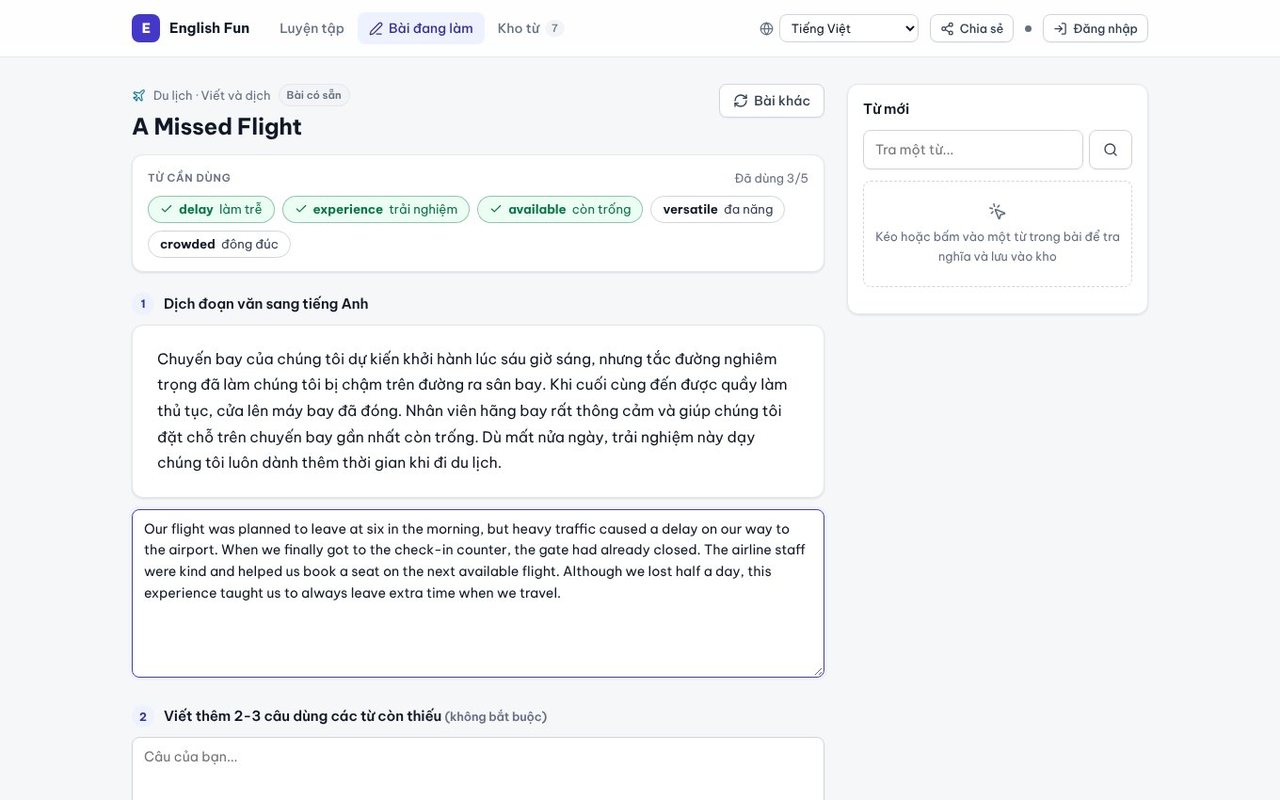 E English Fun Luyện tập Bài đang làm Kho từ 7 Tiếng Việt Chia sẻ Đăng nhập
Du lịch · Viết và dịch Bài có sẵn
A Missed Flight
Bài khác
TỪ CẦN DÙNG Đã dùng 3/5
delay làm trễ experience trải nghiệm available còn trống versatile đa năng
crowded đông đúc
1 Dịch đoạn văn sang tiếng Anh
Chuyến bay của chúng tôi dự kiến khởi hành lúc sáu giờ sáng, nhưng tắc đường nghiêm
trọng đã làm chúng tôi bị chậm trên đường ra sân bay. Khi cuối cùng đến được quầy làm
thủ tục, cửa lên máy bay đã đóng. Nhân viên hãng bay rất thông cảm và giúp chúng tôi
đặt chỗ trên chuyến bay gần nhất còn trống. Dù mất nửa ngày, trải nghiệm này dạy
chúng tôi luôn dành thêm thời gian khi đi du lịch.
Our flight was planned to leave at six in the morning, but heavy traffic caused a delay on our way to
the airport. When we finally got to the check-in counter, the gate had already closed. The airline staff
were kind and helped us book a seat on the next available flight. Although we lost half a day, this
experience taught us to always leave extra time when we travel.
2 Viết thêm 2-3 câu dùng các từ còn thiếu (không bắt buộc)
Câu của bạn...
Từ mới
Tra một từ...
Kéo hoặc bấm vào một từ trong bài để tra
nghĩa và lưu vào kho